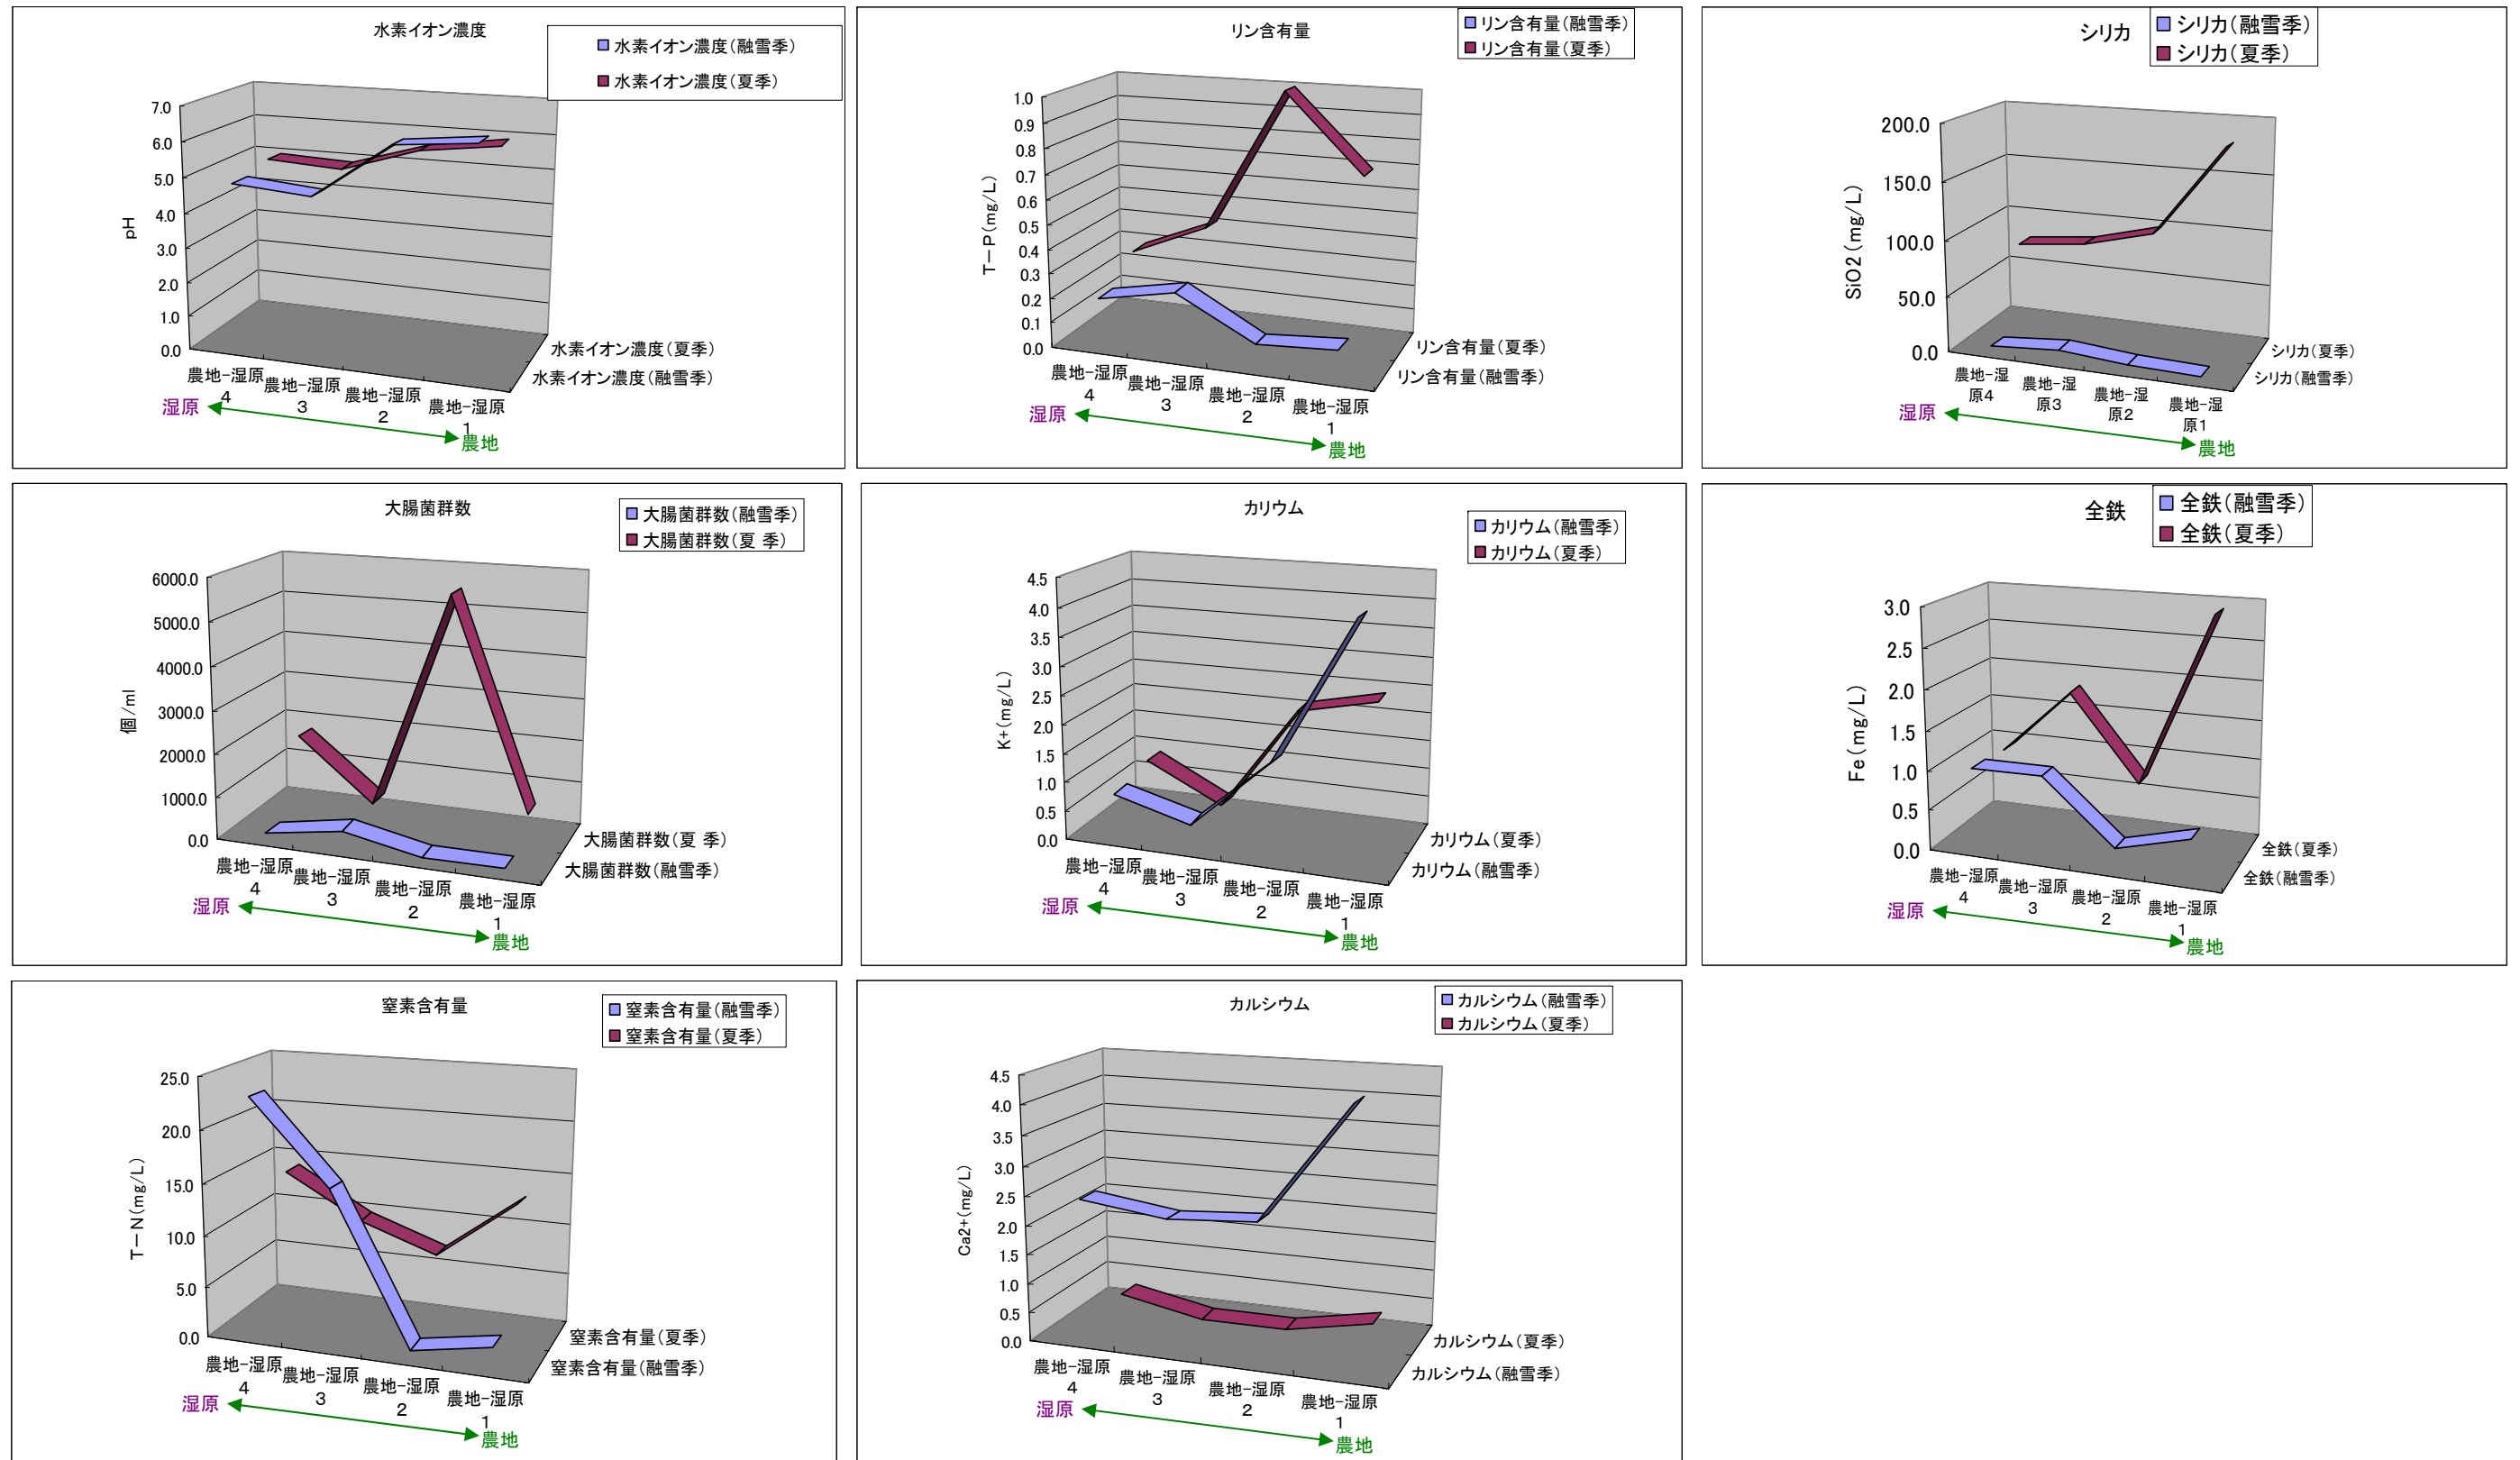 水素イオン濃度
水素イオン濃度(融雪季)
水素イオン濃度(夏季)
7.0
6.0
5.0
4.0
3.0
2.0
1.0
0.0
pH
農地-湿原
4
農地-湿原
3
農地-湿原
2
農地-湿原
1
水素イオン濃度(夏季)
水素イオン濃度(融雪季)
湿原
農地
リン含有量
リン含有量(融雪季)
リン含有量(夏季)
1.0
0.9
0.8
0.7
0.6
0.5
0.4
0.3
0.2
0.1
0.0
T-P(mg/L)
農地-湿原
4
農地-湿原
3
農地-湿原
2
農地-湿原
1
リン含有量(夏季)
リン含有量(融雪季)
湿原
農地
シリカ
シリカ(融雪季)
シリカ(夏季)
200.0
150.0
100.0
50.0
0.0
SiO2(mg/L)
農地-湿
原4
農地-湿
原3
農地-湿
原2
農地-湿
原1
シリカ(夏季)
シリカ(融雪季)
湿原
農地
大腸菌群数
大腸菌群数(融雪季)
大腸菌群数(夏 季)
6000.0
5000.0
4000.0
3000.0
2000.0
1000.0
0.0
個/ml
農地-湿原
4
農地-湿原
3
農地-湿原
2
農地-湿原
1
大腸菌群数(夏 季)
大腸菌群数(融雪季)
湿原
農地
カリウム
カリウム(融雪季)
カリウム(夏季)
4.5
4.0
3.5
3.0
2.5
2.0
1.5
1.0
0.5
0.0
K+(mg/L)
農地-湿原
4
農地-湿原
3
農地-湿原
2
農地-湿原
1
カリウム(夏季)
カリウム(融雪季)
湿原
農地
全鉄
全鉄(融雪季)
全鉄(夏季)
3.0
2.5
2.0
1.5
1.0
0.5
0.0
Fe(mg/L)
農地-湿原
4
農地-湿原
3
農地-湿原
2
農地-湿原
1
全鉄(夏季)
全鉄(融雪季)
湿原
農地
窒素含有量
窒素含有量(融雪季)
窒素含有量(夏季)
25.0
20.0
15.0
10.0
5.0
0.0
T-N(mg/L)
農地-湿原
4
農地-湿原
3
農地-湿原
2
農地-湿原
1
窒素含有量(夏季)
窒素含有量(融雪季)
湿原
農地
カルシウム
カルシウム(融雪季)
カルシウム(夏季)
4.5
4.0
3.5
3.0
2.5
2.0
1.5
1.0
0.5
0.0
Ca2+(mg/L)
農地-湿原
4
農地-湿原
3
農地-湿原
2
農地-湿原
1
カルシウム(夏季)
カルシウム(融雪季)
湿原
農地